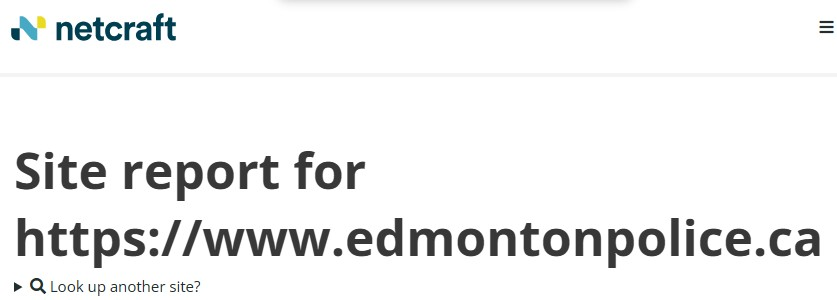 netcraft
Site report for
https://www.edmontonpolice.ca
Look up another site?